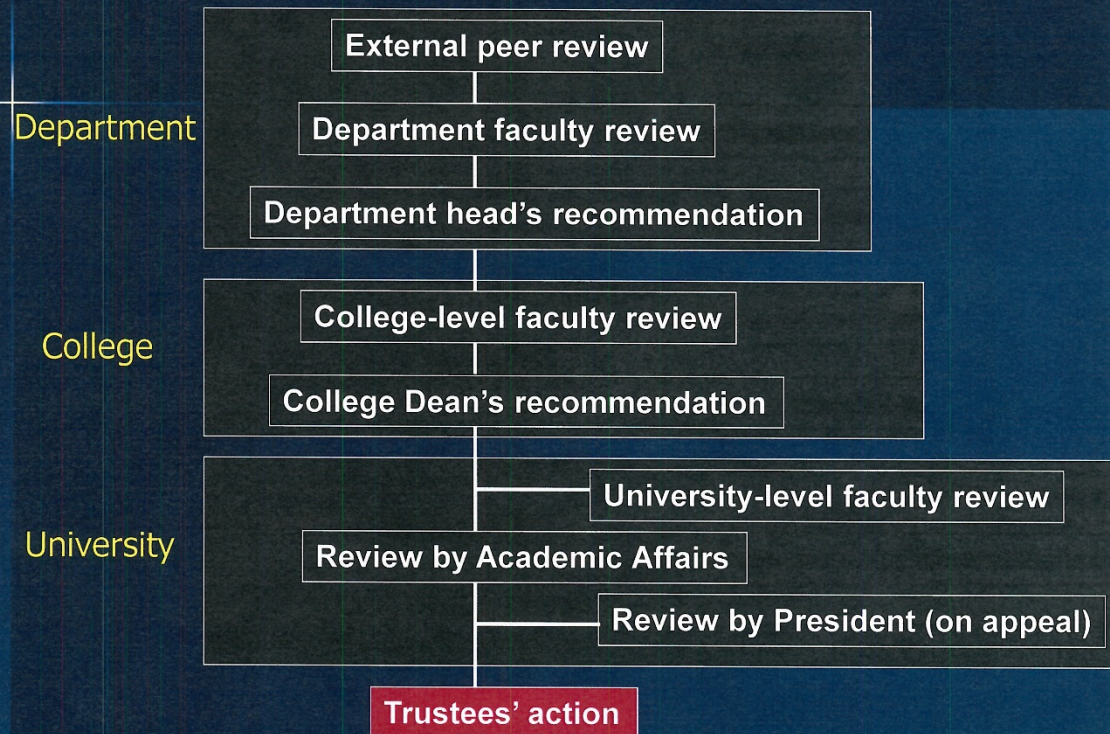 External peer review
Department
Department faculty review
Department head’s recommendation
College-level faculty review
College
College Dean’s recommendation
University-level faculty review
University
Review by Academic Affairs
Review by President (on appeal)
Trustees’ action